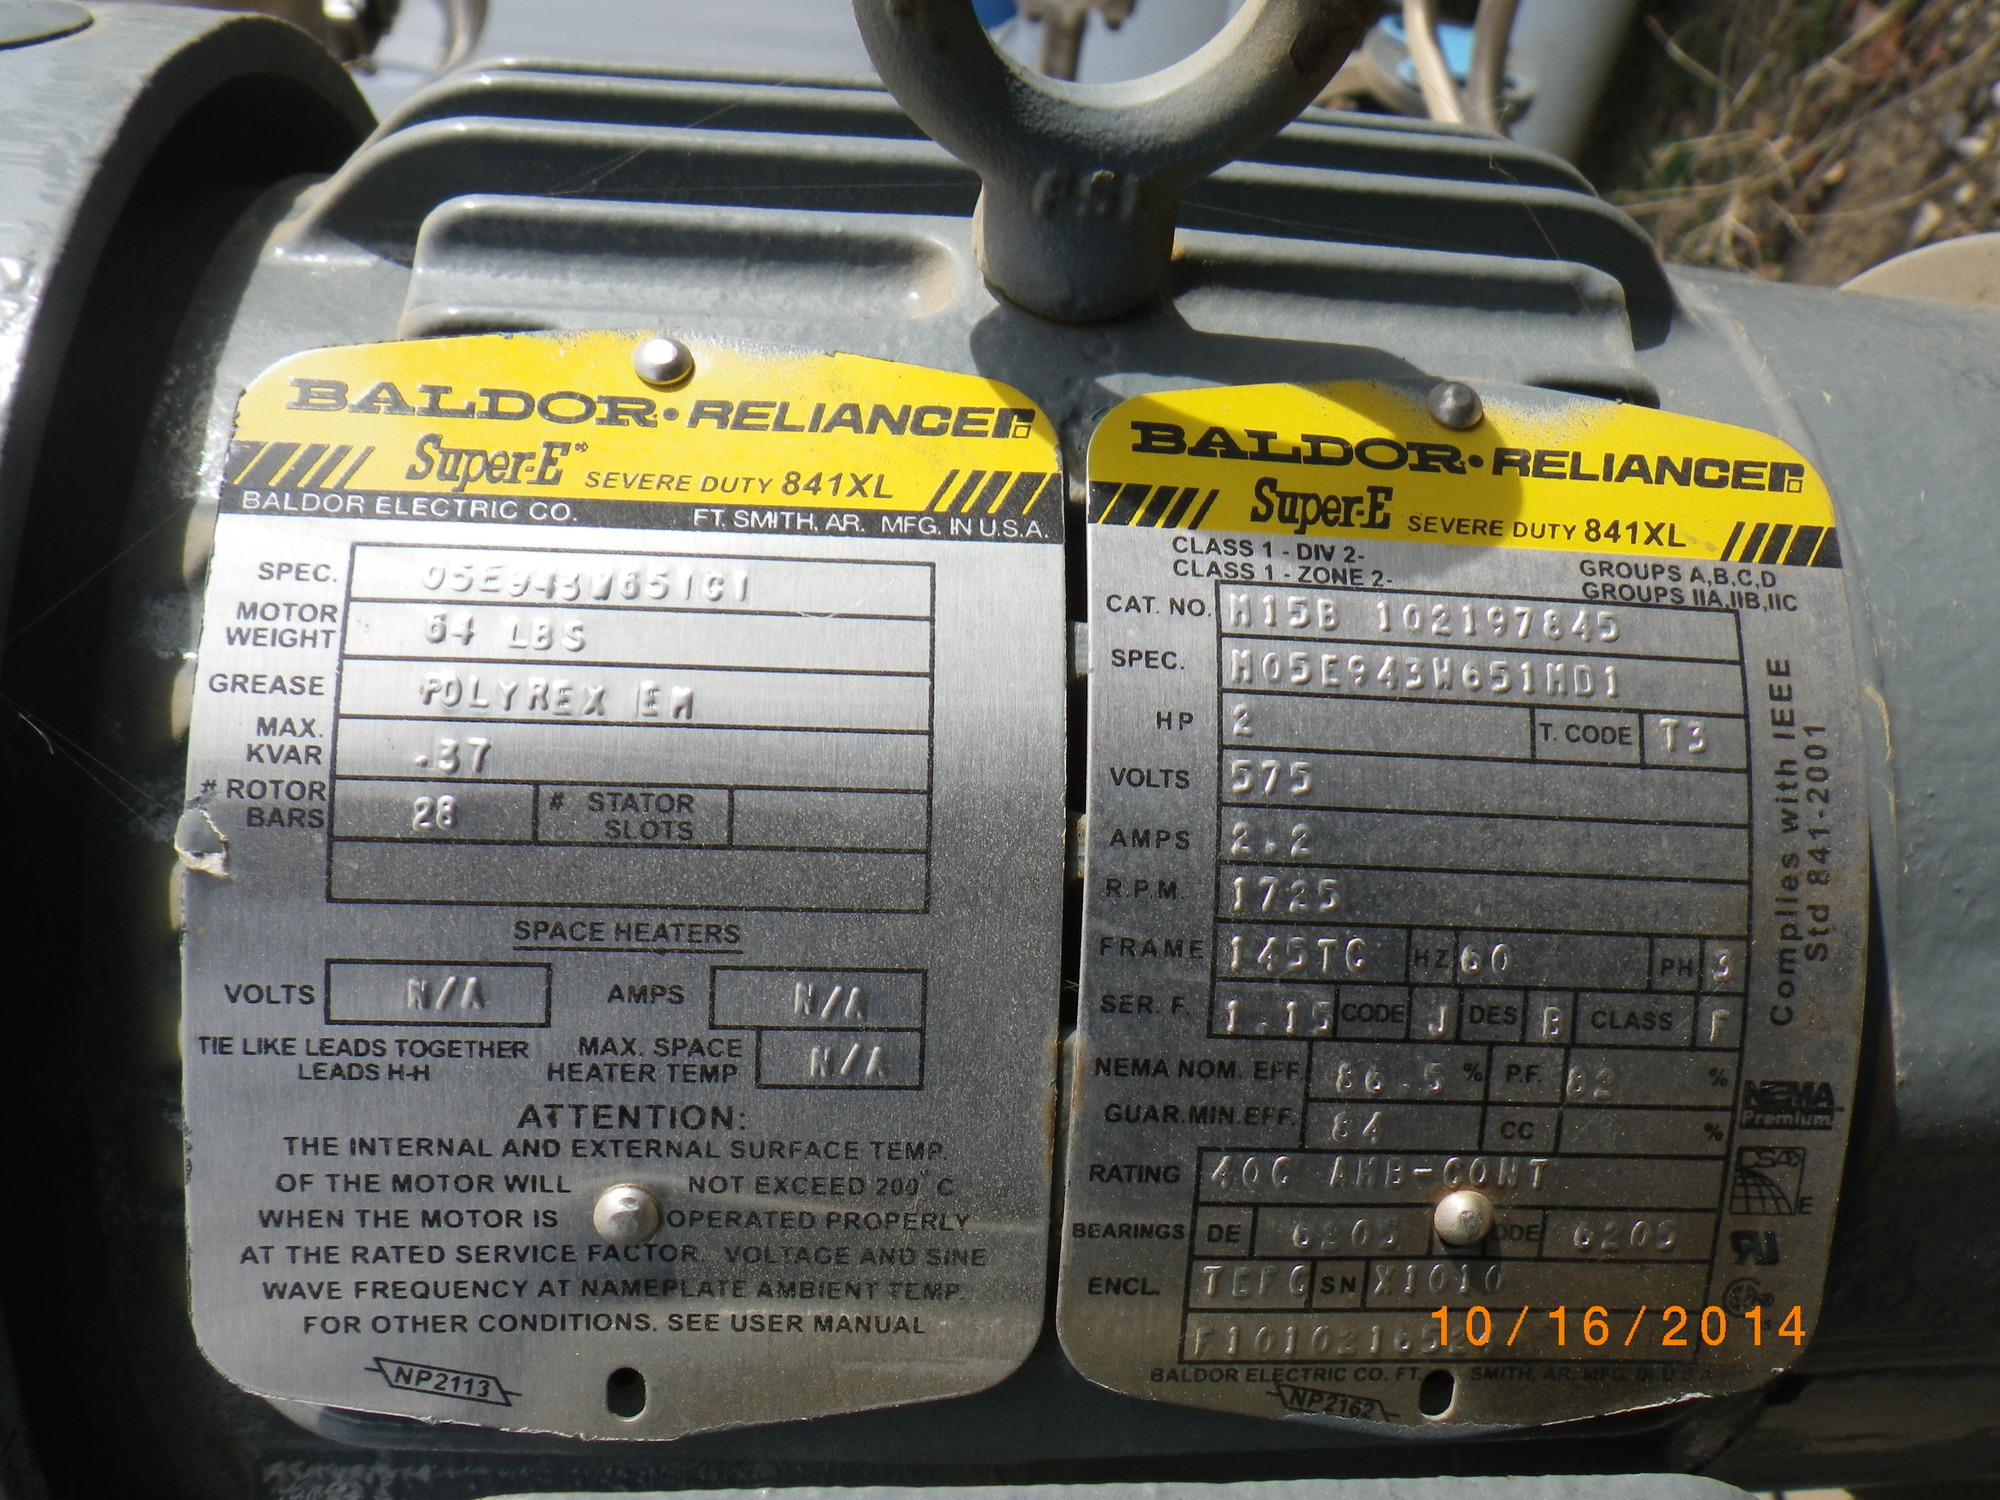 BALDOR•RELIANCER
Super-E® SEVERE DUTY 841XL
BALDOR ELECTRIC CO. FT. SMITH, AR. MFG. IN U.S.A.
SPEC. 05E943W651C1
MOTOR WEIGHT 64 LBS
GREASE POLYREX EM
MAX. KVAR .37
# ROTOR BARS 28 # STATOR SLOTS
SPACE HEATERS
VOLTS N/A AMPS N/A
TIE LIKE LEADS TOGETHER MAX. SPACE
LEADS H-H HEATER TEMP N/A
ATTENTION:
THE INTERNAL AND EXTERNAL SURFACE TEMP.
OF THE MOTOR WILL NOT EXCEED 200°C
WHEN THE MOTOR IS OPERATED PROPERLY
AT THE RATED SERVICE FACTOR. VOLTAGE AND SINE
WAVE FREQUENCY AT NAMEPLATE AMBIENT TEMP.
FOR OTHER CONDITIONS. SEE USER MANUAL
NP2113
BALDOR•RELIANCER
Super-E SEVERE DUTY 841XL
CLASS 1 - DIV 2- GROUPS A,B,C,D
CLASS 1 - ZONE 2- GROUPS IIA,IIB,IIC
CAT. NO. M15B 102197845
SPEC. M05E943W651MD1
HP 2 T. CODE T3
VOLTS 575
AMPS 2.2
R.P.M. 1725
FRAME 145TC HZ 60 PH 3
SER. F. 1.15 CODE J DES B CLASS F
NEMA NOM. EFF. 86.5 % P.F. 82 %
GUAR.MIN.EFF. 84 CC %
RATING 40C AMB-CONT
BEARINGS DE 6205 ODE 6205
ENCL. TEFC SN X1010
BALDOR ELECTRIC CO. FT. SMITH, AR. MFG. IN U.S.A.
NP2162
Complies with IEEE
Std 841-2001
NEMA
Premium
10/16/2014